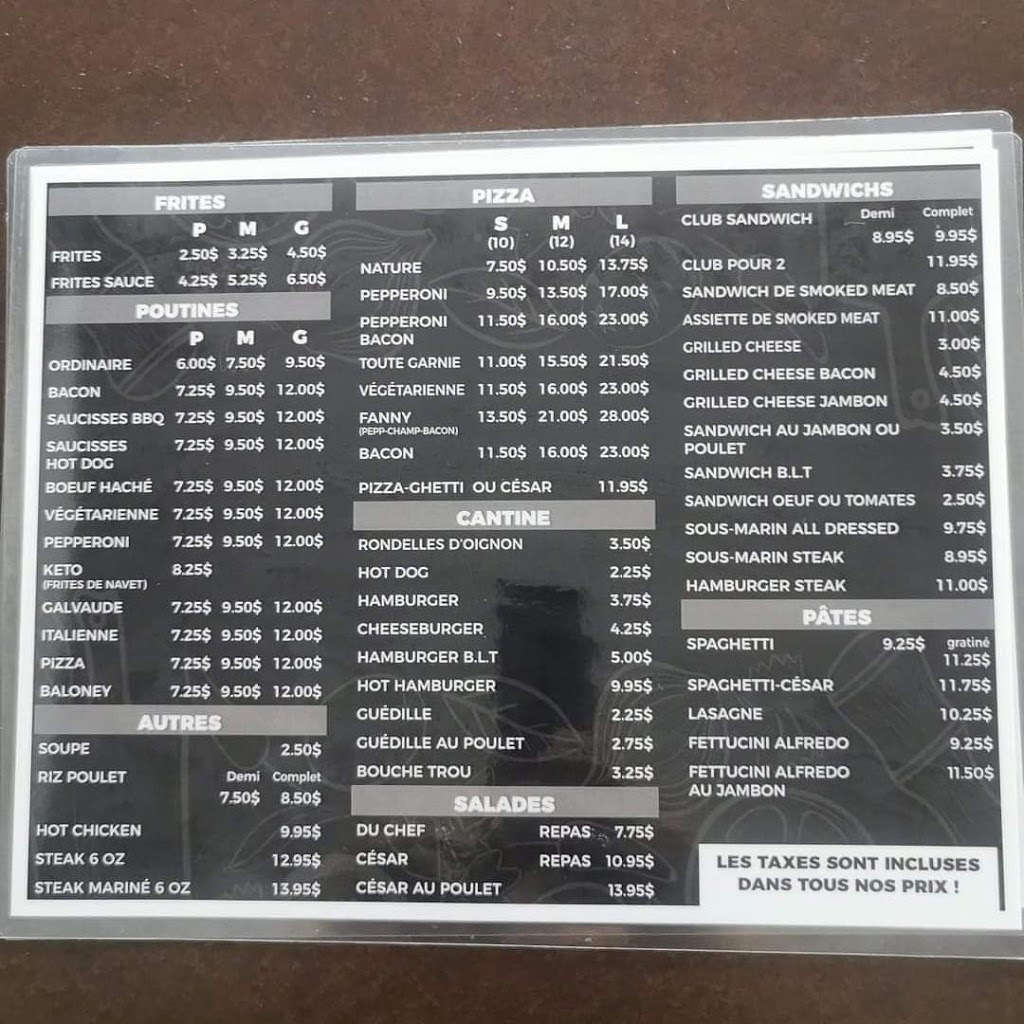 FRITES
P M G
FRITES 2.50$ 3.25$ 4.50$
FRITES SAUCE 4.25$ 5.25$ 6.50$
POUTINES
P M G
ORDINAIRE 6.00$ 7.50$ 9.50$
BACON 7.25$ 9.50$ 12.00$
SAUCISSES BBQ 7.25$ 9.50$ 12.00$
SAUCISSES 7.25$ 9.50$ 12.00$
HOT DOG
BOEUF HACHÉ 7.25$ 9.50$ 12.00$
VÉGÉTARIENNE 7.25$ 9.50$ 12.00$
PEPPERONI 7.25$ 9.50$ 12.00$
KETO 8.25$
(FRITES DE NAVET)
GALVAUDE 7.25$ 9.50$ 12.00$
ITALIENNE 7.25$ 9.50$ 12.00$
PIZZA 7.25$ 9.50$ 12.00$
BALONEY 7.25$ 9.50$ 12.00$
AUTRES
SOUPE 2.50$
RIZ POULET Demi Complet
7.50$ 8.50$
HOT CHICKEN 9.95$
STEAK 6 OZ 12.95$
STEAK MARINÉ 6 OZ 13.95$
PIZZA
S M L
(10) (12) (14)
NATURE 7.50$ 10.50$ 13.75$
PEPPERONI 9.50$ 13.50$ 17.00$
PEPPERONI 11.50$ 16.00$ 23.00$
BACON
TOUTE GARNIE 11.00$ 15.50$ 21.50$
VÉGÉTARIENNE 11.50$ 16.00$ 23.00$
FANNY 13.50$ 21.00$ 28.00$
(PEPP-CHAMP-BACON)
BACON 11.50$ 16.00$ 23.00$
PIZZA-GHETTI OU CÉSAR 11.95$
CANTINE
RONDELLES D'OIGNON 3.50$
HOT DOG 2.25$
HAMBURGER 3.75$
CHEESEBURGER 4.25$
HAMBURGER B.L.T 5.00$
HOT HAMBURGER 9.95$
GUÉDILLE 2.25$
GUÉDILLE AU POULET 2.75$
BOUCHE TROU 3.25$
SALADES
DU CHEF REPAS 7.75$
CÉSAR REPAS 10.95$
CÉSAR AU POULET 13.95$
SANDWICHS
CLUB SANDWICH Demi Complet
8.95$ 9.95$
CLUB POUR 2 11.95$
SANDWICH DE SMOKED MEAT 8.50$
ASSIETTE DE SMOKED MEAT 11.00$
GRILLED CHEESE 3.00$
GRILLED CHEESE BACON 4.50$
GRILLED CHEESE JAMBON 4.50$
SANDWICH AU JAMBON OU 3.50$
POULET
SANDWICH B.L.T 3.75$
SANDWICH OEUF OU TOMATES 2.50$
SOUS-MARIN ALL DRESSED 9.75$
SOUS-MARIN STEAK 8.95$
HAMBURGER STEAK 11.00$
PÂTES
SPAGHETTI 9.25$ gratiné
11.25$
SPAGHETTI-CÉSAR 11.75$
LASAGNE 10.25$
FETTUCINI ALFREDO 9.25$
FETTUCINI ALFREDO 11.50$
AU JAMBON
LES TAXES SONT INCLUSES
DANS TOUS NOS PRIX !